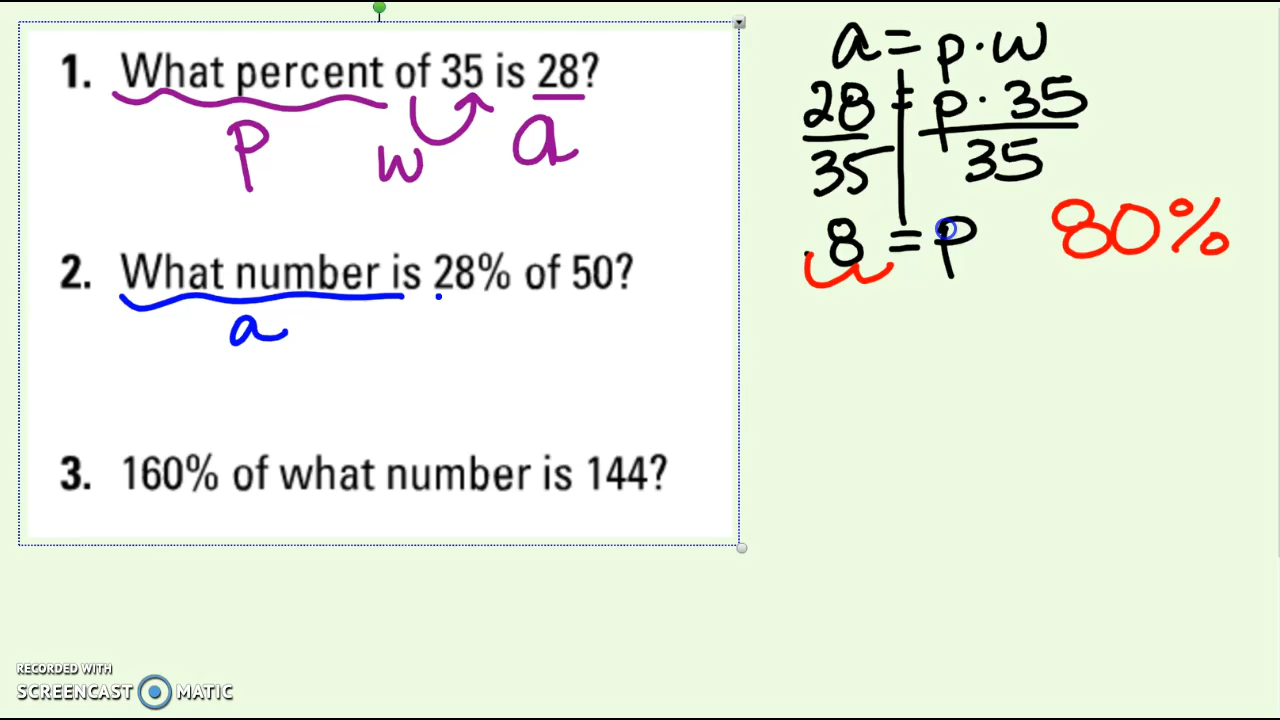 1. What percent of 35 is 28?
p w a
2. What number is 28% of 50?
a
3. 160% of what number is 144?
a = p · w
28 = p · 35
35 35
.8 = p 80%
RECORDED WITH
SCREENCAST MATIC